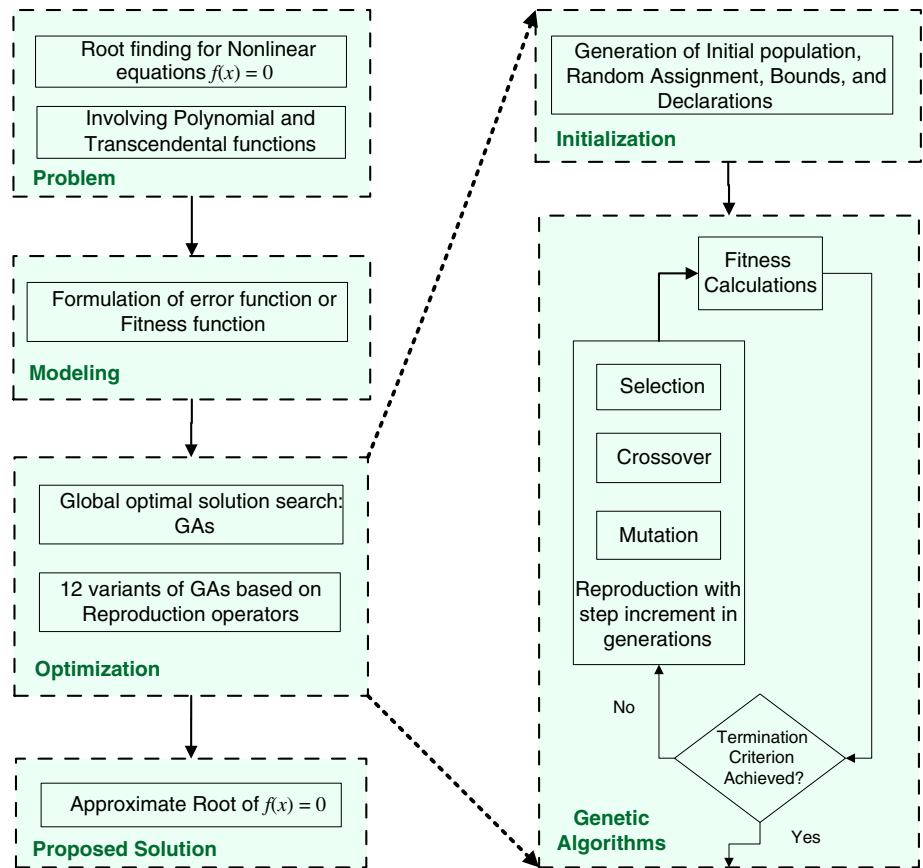 Root finding for Nonlinear
equations f(x) = 0
Involving Polynomial and
Transcendental functions
Problem
Formulation of error function or
Fitness function
Modeling
Global optimal solution search:
GAs
12 variants of GAs based on
Reproduction operators
Optimization
Approximate Root of f(x) = 0
Proposed Solution
Generation of Initial population,
Random Assignment, Bounds, and
Declarations
Initialization
Fitness
Calculations
Selection
Crossover
Mutation
Reproduction with
step increment in
generations
No
Termination
Criterion
Achieved?
Yes
Genetic
Algorithms